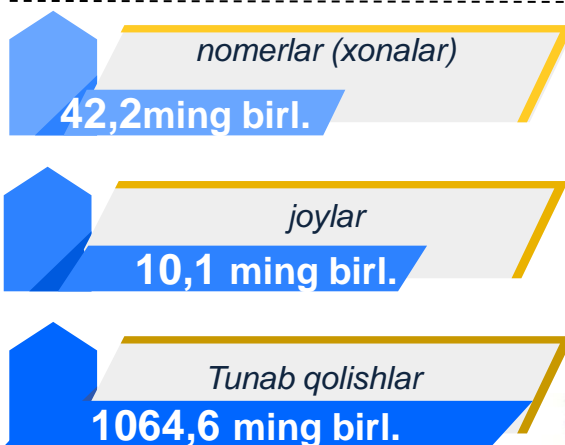 nomerlar (xonalar)
42,2ming birl.
joylar
10,1 ming birl.
Tunab qolishlar
1064,6 ming birl.